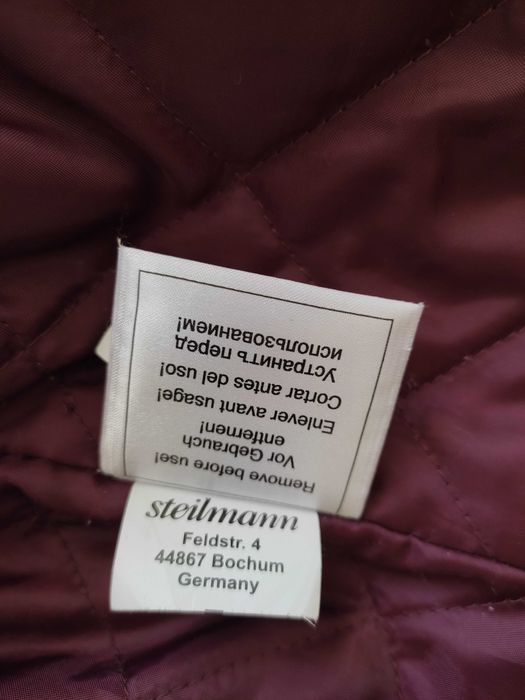 Remove before use!
Vor Gebrauch
entfernen!
Enlever avant usage!
Cortar antes del uso!
Устранить перед
использованием!
steilmann
Feldstr. 4
44867 Bochum
Germany